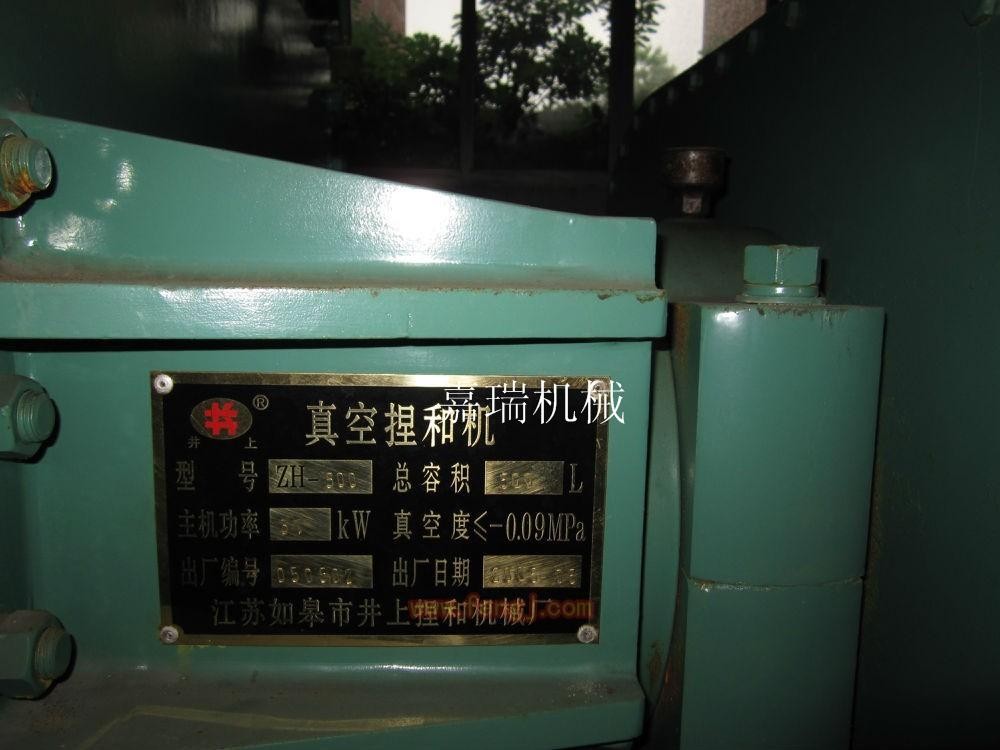 嘉瑞机械
®
井上
真空捏和机
型号 ZH-500 总容积 500 L
主机功率 kW 真空度≤-0.09MPa
出厂编号 出厂日期
江苏如皋市井上捏和机械厂